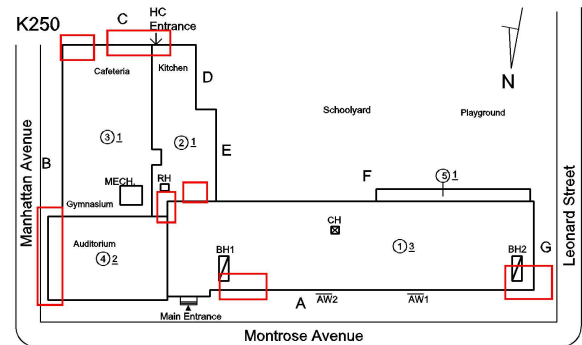 K250
C
HC
Entrance
Cafeteria
Kitchen
D
N
Schoolyard
Playground
Manhattan Avenue
Leonard Street
3 1
2 1
B
E
MECH.
RH
F
5 1
Gymnasium
CH
Auditorium
4 2
1 3
G
BH1
BH2
A
AW2
AW1
Main Entrance
Montrose Avenue